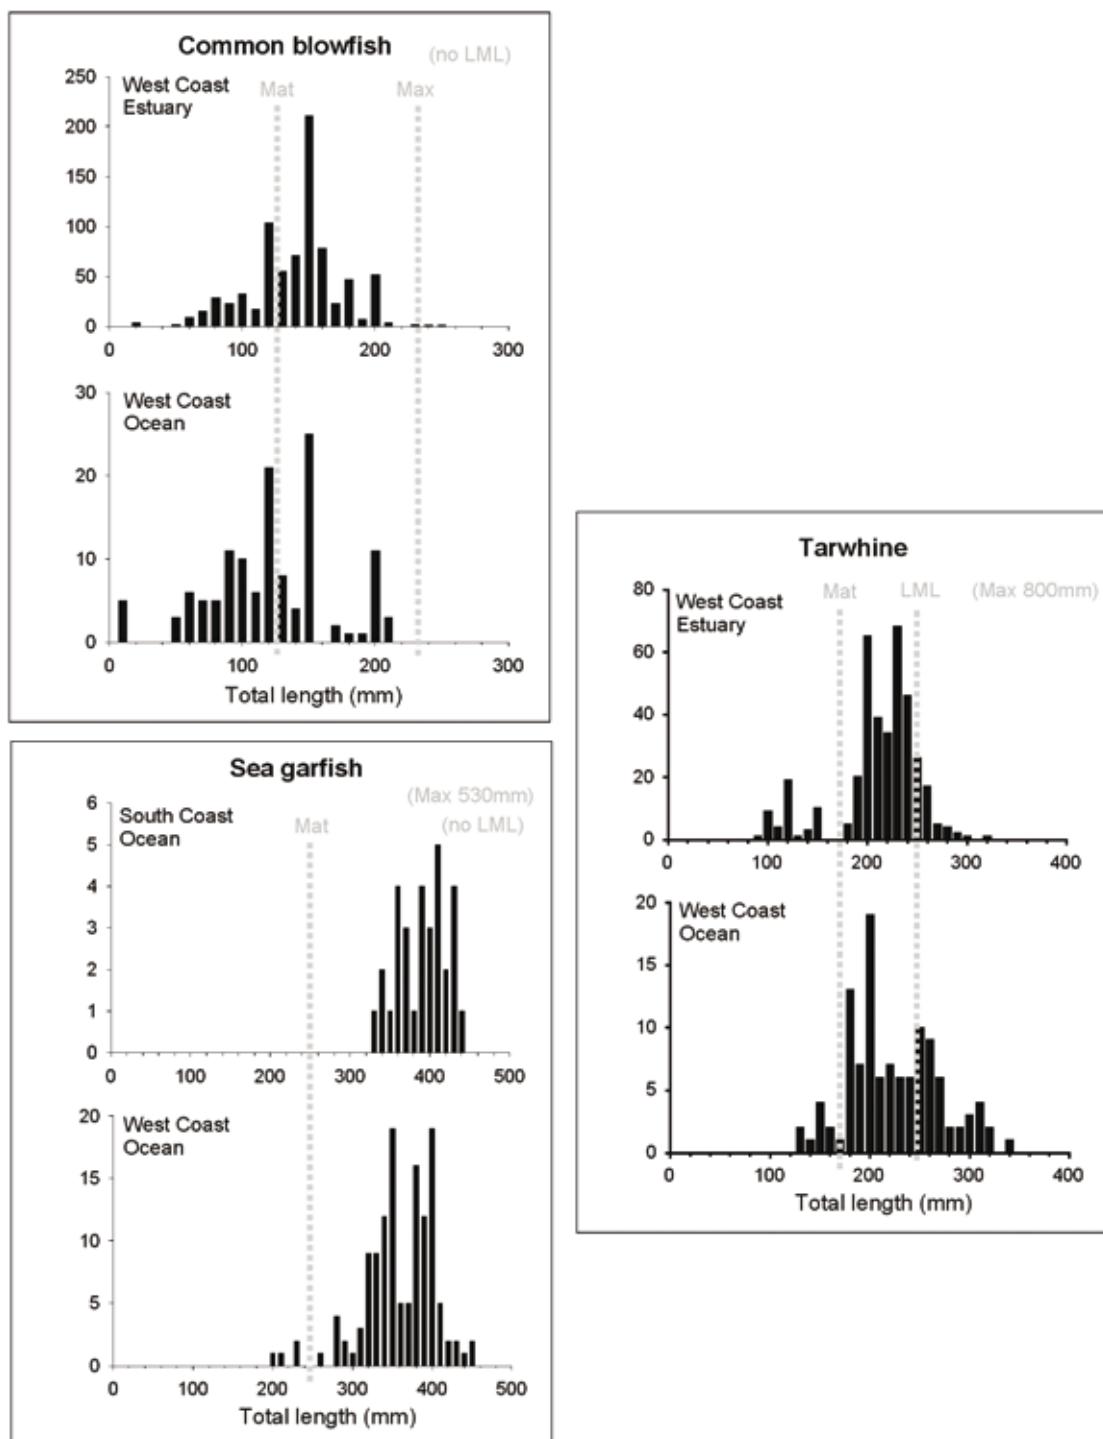 Common blowfish
(no LML)
West Coast
Estuary
Mat
Max
250
200
150
100
50
0
0 100 200 300
West Coast
Ocean
30
20
10
0
0 100 200 300
Total length (mm)
Sea garfish
(Max 530mm)
South Coast
Ocean
Mat
(no LML)
6
5
4
3
2
1
0
0 100 200 300 400 500
West Coast
Ocean
20
15
10
5
0
0 100 200 300 400 500
Total length (mm)
Tarwhine
Mat
LML
(Max 800mm)
West Coast
Estuary
80
60
40
20
0
0 100 200 300 400
West Coast
Ocean
20
15
10
5
0
0 100 200 300 400
Total length (mm)